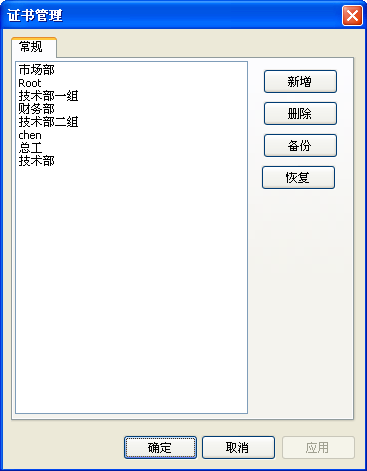 证书管理
常规
市场部
Root
技术部一组
财务部
技术部二组
chen
总工
技术部
新增
删除
备份
恢复
确定
取消
应用